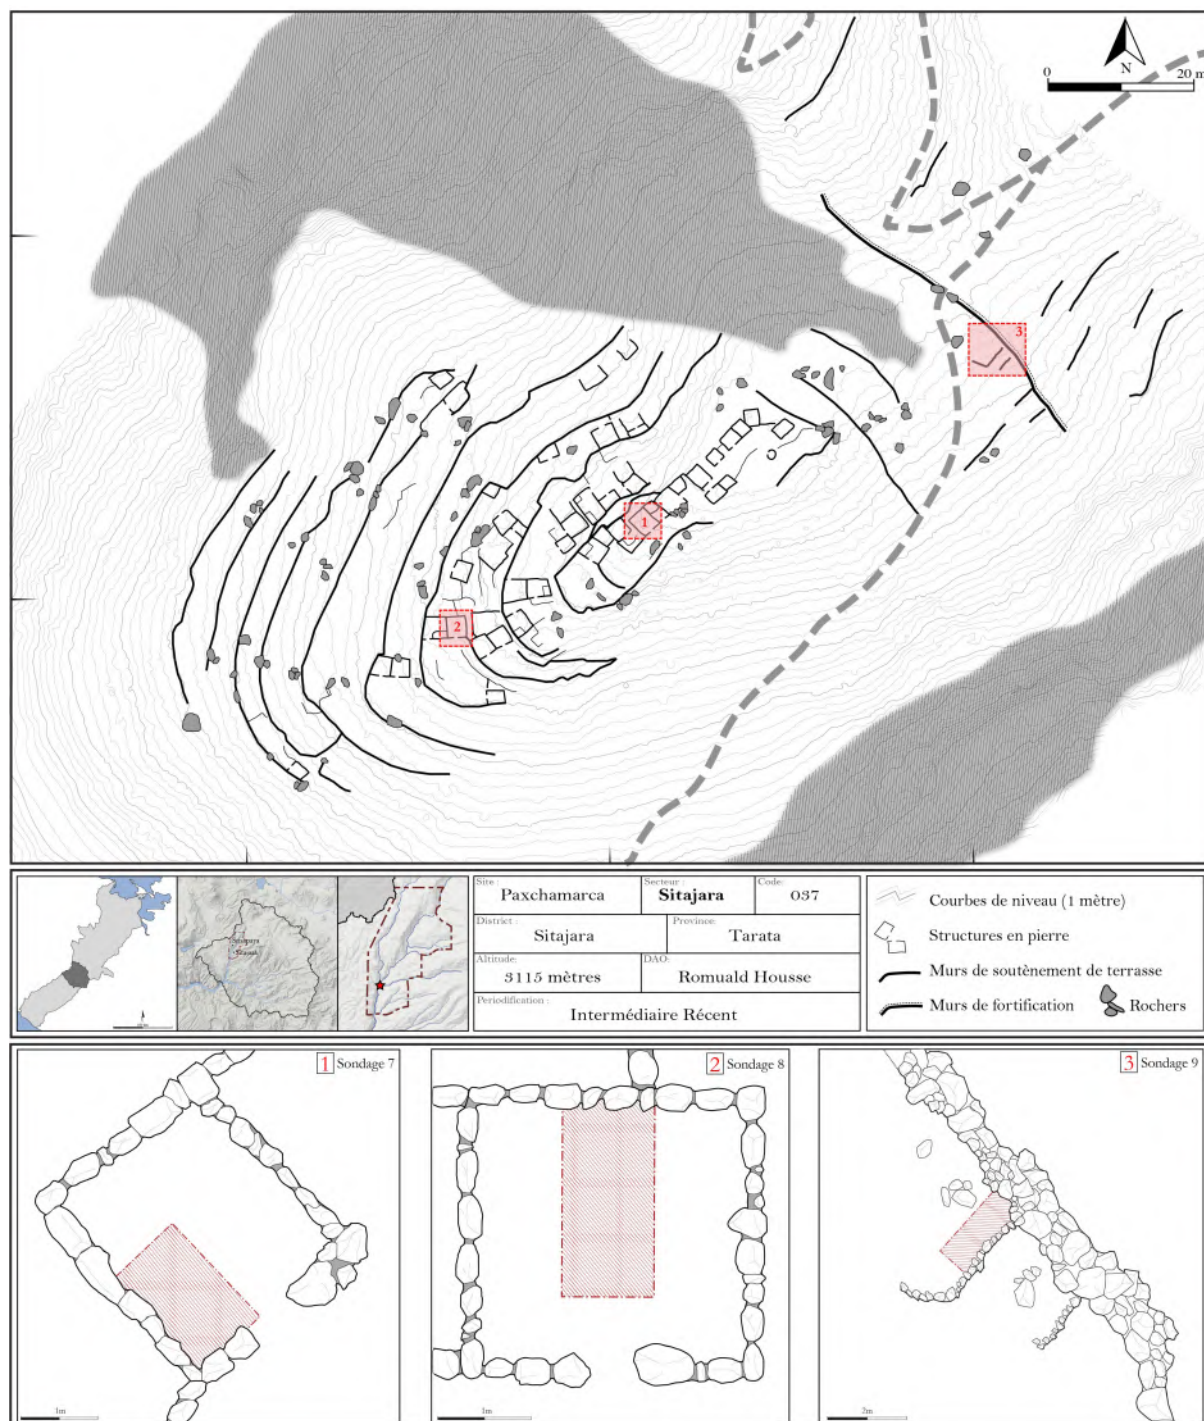 N
0 20 m
3
1
2
Site : Paxchamarca
Secteur : Sitajara
Code: 037
District : Sitajara
Province: Tarata
Altitude: 3115 mètres
DAO: Romuald Housse
Periodification : Intermédiaire Récent
Courbes de niveau (1 mètre)
Structures en pierre
Murs de soutènement de terrasse
Murs de fortification
Rochers
1 Sondage 7
2 Sondage 8
3 Sondage 9
1m
1m
2m